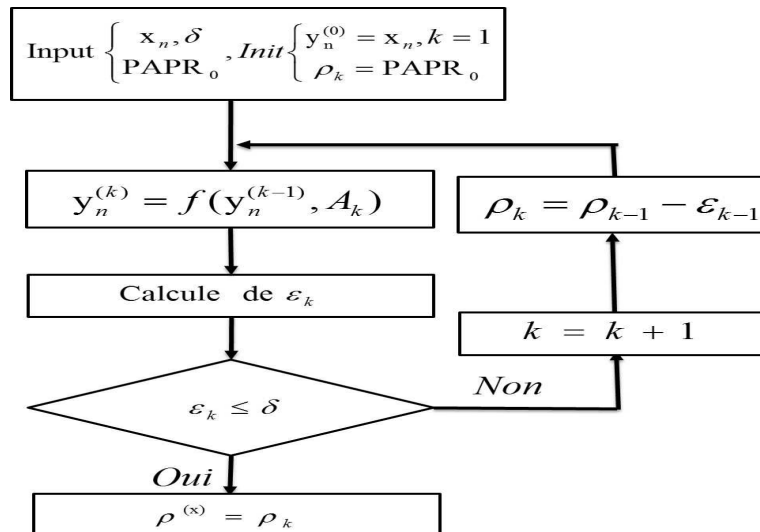 Input { x_n, δ PAPR_0 , Init { y_n^(0) = x_n, k = 1 ρ_k = PAPR_0
y_n^(k) = f(y_n^(k-1), A_k)
ρ_k = ρ_{k-1} − ε_{k-1}
Calcule de ε_k
k = k + 1
ε_k ≤ δ
Non
Oui
ρ^(x) = ρ_k